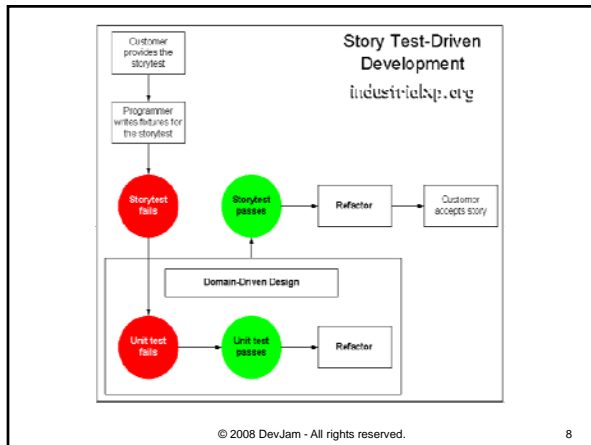 Customer
provides the
storytest
Story Test-Driven
Development
industrialxp.org
Programmer
writes fixtures for
the storytest
Storytest
fails
Storytest
passes
Refactor
Customer
accepts story
Domain-Driven Design
Unit test
fails
Unit test
passes
Refactor
© 2008 DevJam - All rights reserved.
8